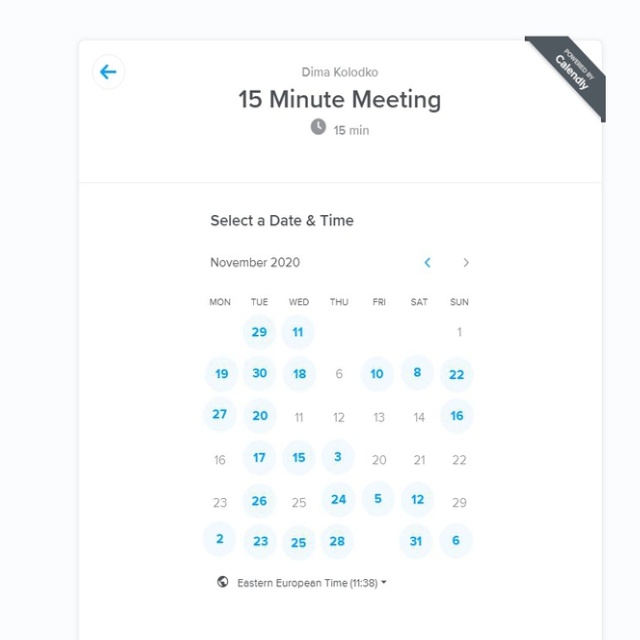 POWERED BY
Calendly
Dima Kolodko
15 Minute Meeting
15 min
Select a Date & Time
November 2020
MON TUE WED THU FRI SAT SUN
29 11 1
19 30 18 6 10 8 22
27 20 11 12 13 14 16
16 17 15 3 20 21 22
23 26 25 24 5 12 29
2 23 25 28 31 6
Eastern European Time (11:38)